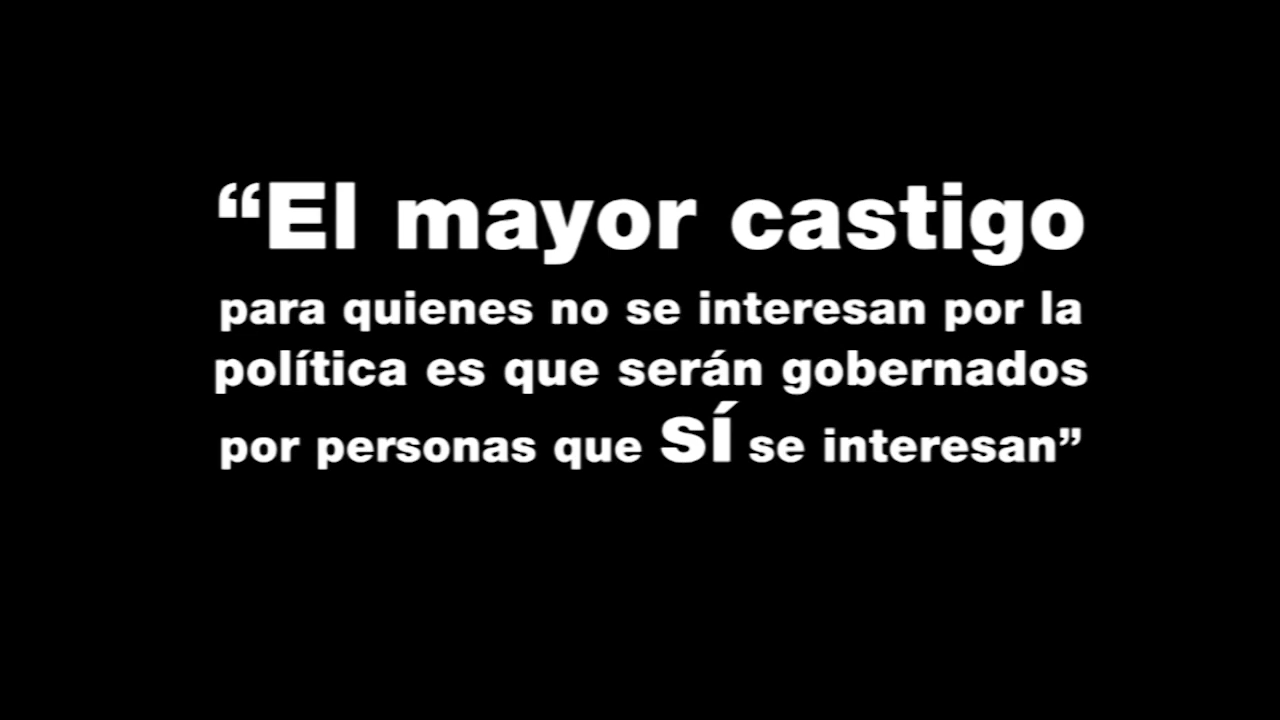 “El mayor castigo
para quienes no se interesan por la
política es que serán gobernados
por personas que SÍ se interesan”